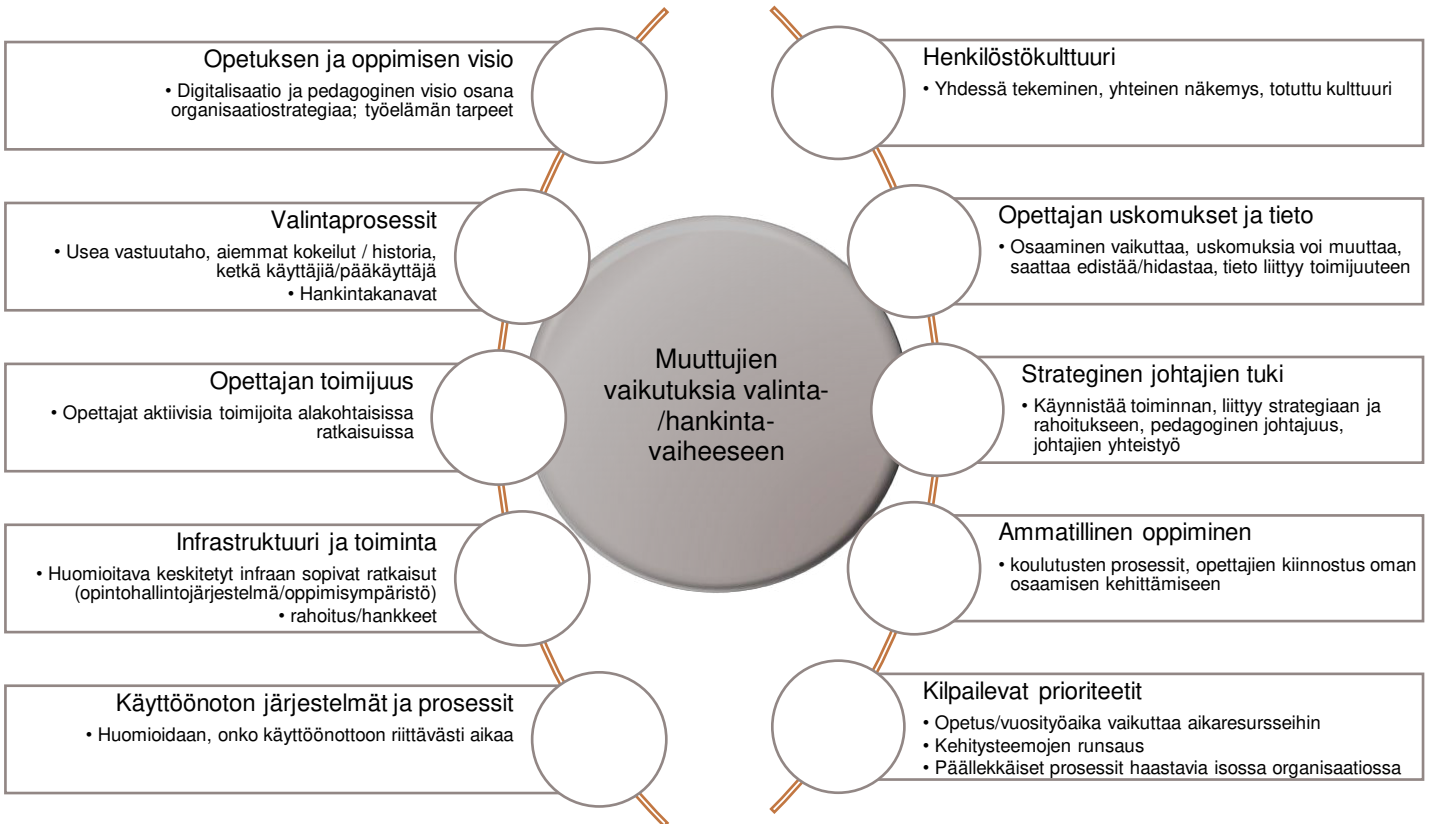 Opetuksen ja oppimisen visio
• Digitalisaatio ja pedagoginen visio osana
organisaatiostrategiaa; työelämän tarpeet
Valintaprosessit
• Usea vastuutaho, aiemmat kokeilut / historia,
ketkä käyttäjiä/pääkäyttäjä
• Hankintakanavat
Opettajan toimijuus
• Opettajat aktiivisia toimijoita alakohtaisissa
ratkaisuissa
Infrastruktuuri ja toiminta
• Huomioitava keskitetyt infraan sopivat ratkaisut
(opintohallintojärjestelmä/oppimisympäristö)
• rahoitus/hankkeet
Käyttöönoton järjestelmät ja prosessit
• Huomioidaan, onko käyttöönottoon riittävästi aikaa
Muuttujien
vaikutuksia valinta-
/hankinta-
vaiheeseen
Henkilöstökulttuuri
• Yhdessä tekeminen, yhteinen näkemys, totuttu kulttuuri
Opettajan uskomukset ja tieto
• Osaaminen vaikuttaa, uskomuksia voi muuttaa,
saattaa edistää/hidastaa, tieto liittyy toimijuuteen
Strateginen johtajien tuki
• Käynnistää toiminnan, liittyy strategiaan ja
rahoitukseen, pedagoginen johtajuus,
johtajien yhteistyö
Ammatillinen oppiminen
• koulutusten prosessit, opettajien kiinnostus oman
osaamisen kehittämiseen
Kilpailevat prioriteetit
• Opetus/vuosityöaika vaikuttaa aikaresursseihin
• Kehitysteemojen runsaus
• Päällekkäiset prosessit haastavia isossa organisaatiossa